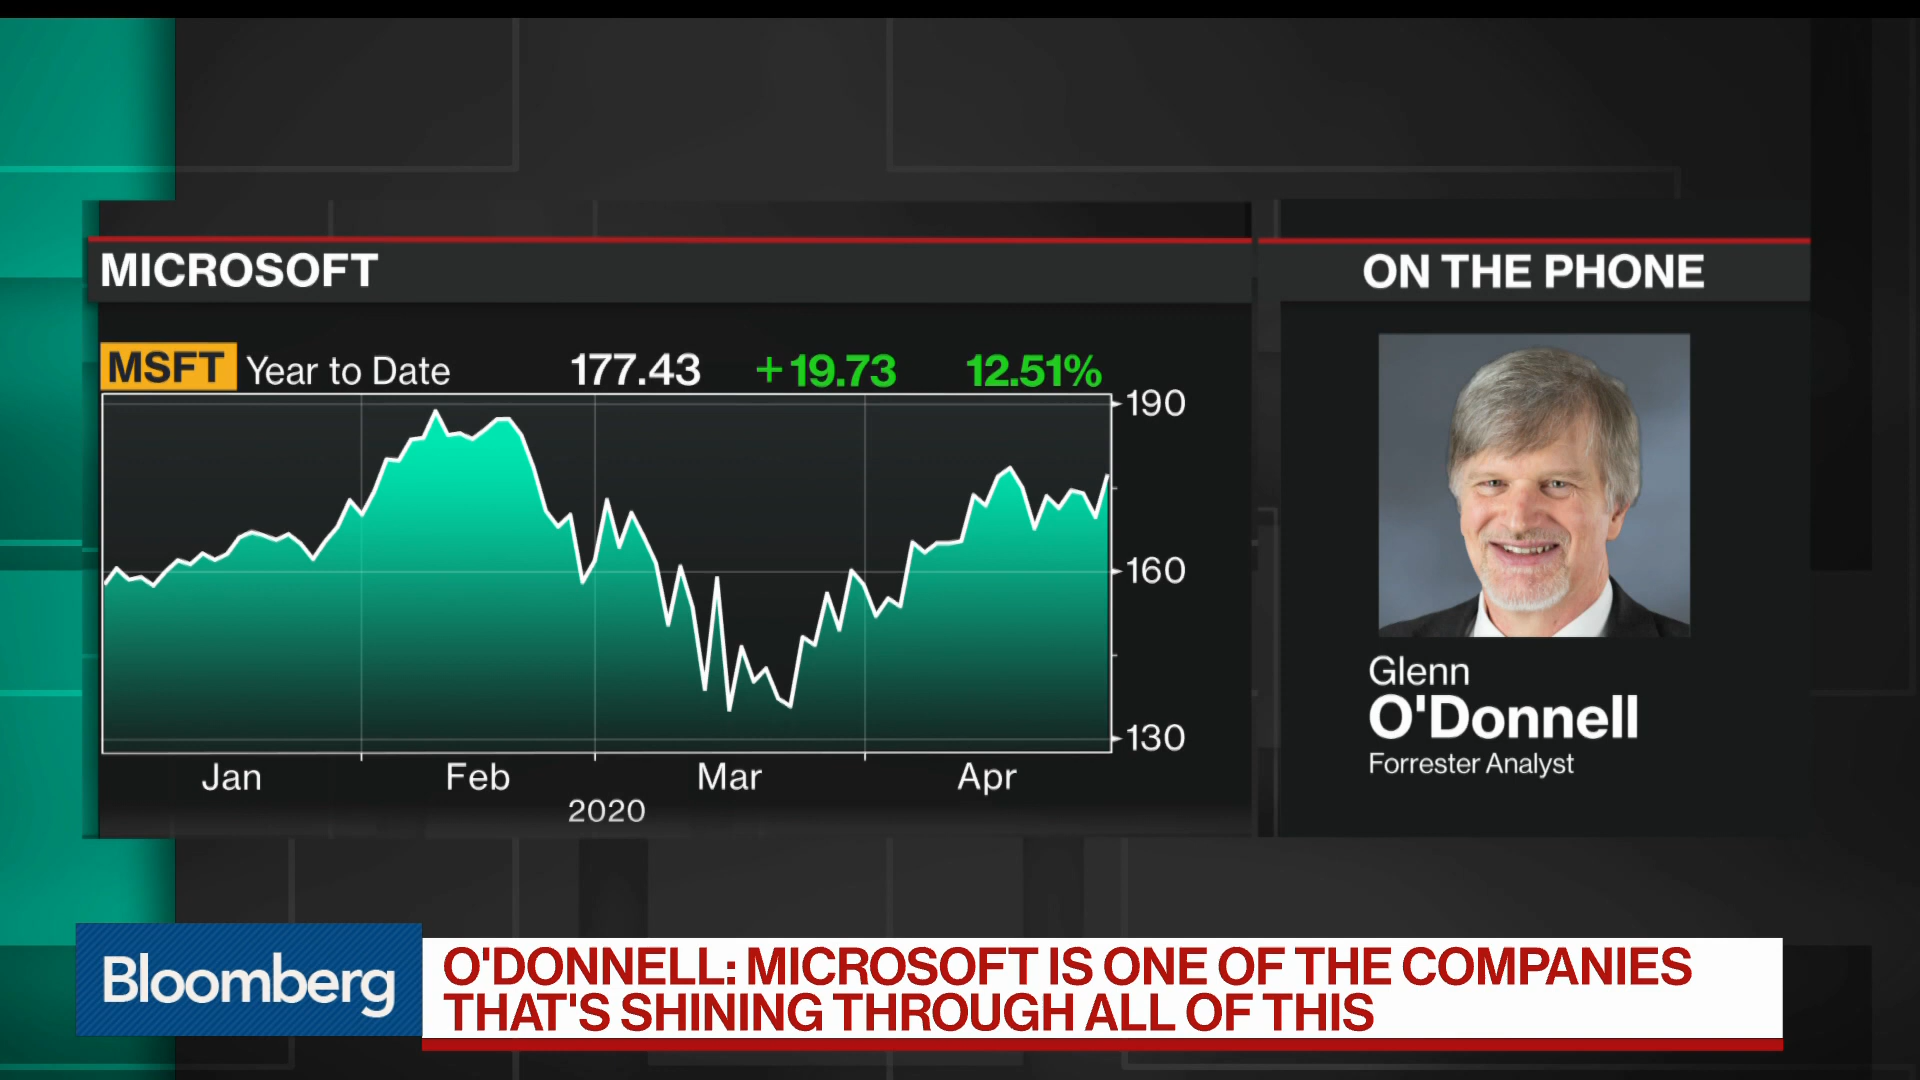 MICROSOFT
MSFT Year to Date 177.43 +19.73 12.51%
190
160
130
Jan Feb Mar Apr
2020
ON THE PHONE
Glenn
O'Donnell
Forrester Analyst
Bloomberg
O'DONNELL: MICROSOFT IS ONE OF THE COMPANIES
THAT'S SHINING THROUGH ALL OF THIS